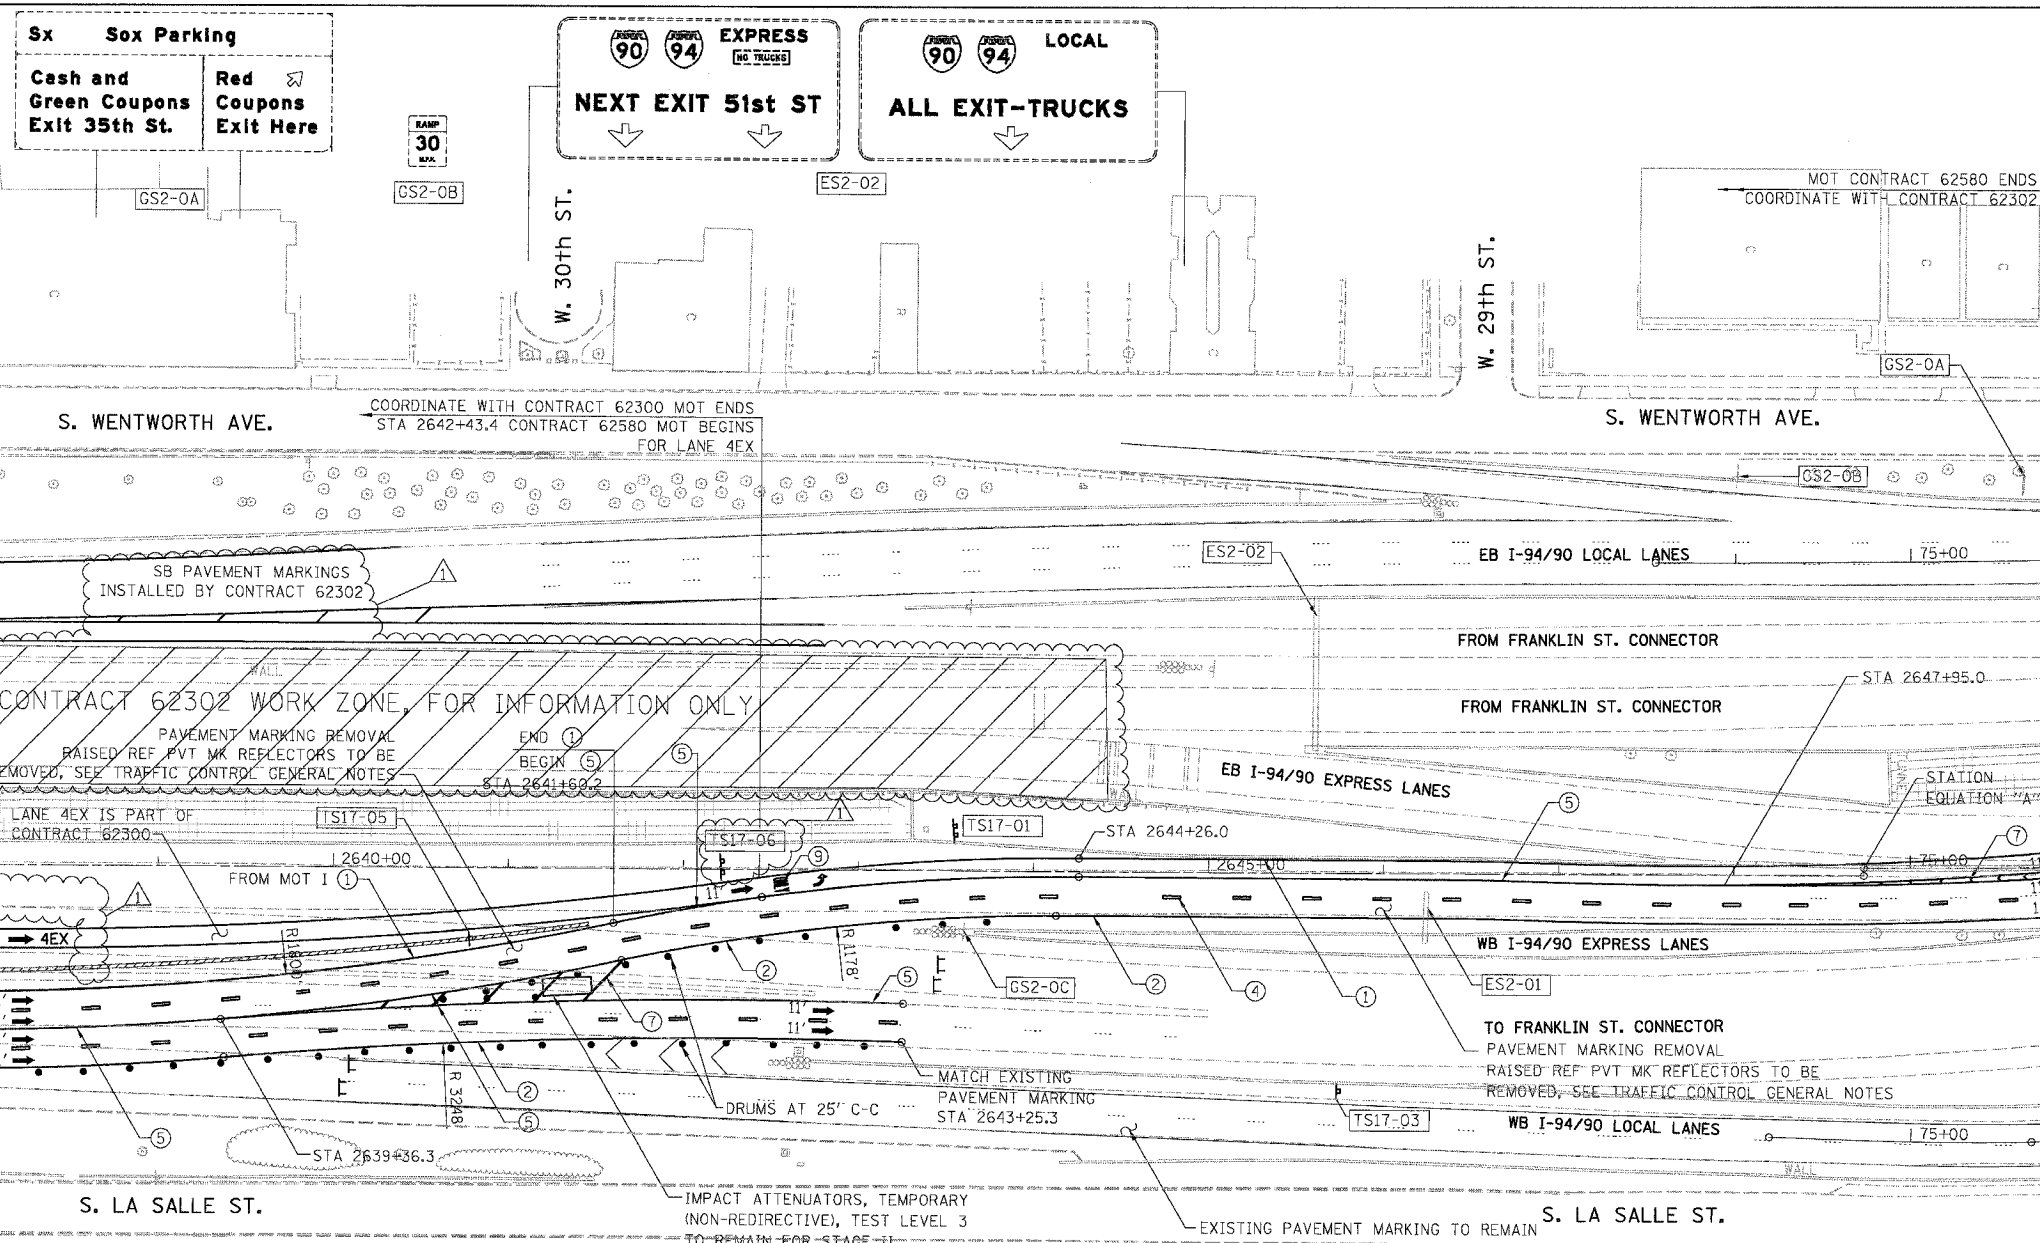 Sx Sox Parking
Cash and
Green Coupons
Exit 35th St.
Red
Coupons
Exit Here
GS2-0A
RAMP
30
M.P.H.
GS2-0B
90 94 EXPRESS
NO TRUCKS
NEXT EXIT 51st ST
90 94 LOCAL
ALL EXIT-TRUCKS
ES2-02
W. 30th ST.
W. 29th ST.
MOT CONTRACT 62580 ENDS
COORDINATE WITH CONTRACT 62302
GS2-0A
S. WENTWORTH AVE.
COORDINATE WITH CONTRACT 62300 MOT ENDS
STA 2642+43.4 CONTRACT 62580 MOT BEGINS
FOR LANE 4EX
S. WENTWORTH AVE.
GS2-0B
SB PAVEMENT MARKINGS
INSTALLED BY CONTRACT 62302
1
ES2-02
EB I-94/90 LOCAL LANES
75+00
FROM FRANKLIN ST. CONNECTOR
STA 2647+95.0
FROM FRANKLIN ST. CONNECTOR
WALL
CONTRACT 62302 WORK ZONE, FOR INFORMATION ONLY
PAVEMENT MARKING REMOVAL
RAISED REF PVT MK REFLECTORS TO BE
EMOVED, SEE TRAFFIC CONTROL GENERAL NOTES
END 1
BEGIN 5
STA 2641+60.2
5
EB I-94/90 EXPRESS LANES
STATION
EQUATION "A"
5
LANE 4EX IS PART OF
CONTRACT 62300
TS17-05
TS17-06
1
TS17-01
STA 2644+26.0
7
2640+00
9
2645+00
75+00
11
FROM MOT I 1
11'
1
4EX
R 1800'
R 1178'
WB I-94/90 EXPRESS LANES
2
5
GS2-0C
2
4
1
ES2-01
7
11'
11'
TO FRANKLIN ST. CONNECTOR
PAVEMENT MARKING REMOVAL
RAISED REF PVT MK REFLECTORS TO BE
REMOVED, SEE TRAFFIC CONTROL GENERAL NOTES
MATCH EXISTING
PAVEMENT MARKING
STA 2643+25.3
R 3248'
2
DRUMS AT 25' C-C
5
TS17-03
WB I-94/90 LOCAL LANES
75+00
5
STA 2639+36.3
WALL
S. LA SALLE ST.
IMPACT ATTENUATORS, TEMPORARY
(NON-REDIRECTIVE), TEST LEVEL 3
TO REMAIN FOR STAGE II
EXISTING PAVEMENT MARKING TO REMAIN
S. LA SALLE ST.